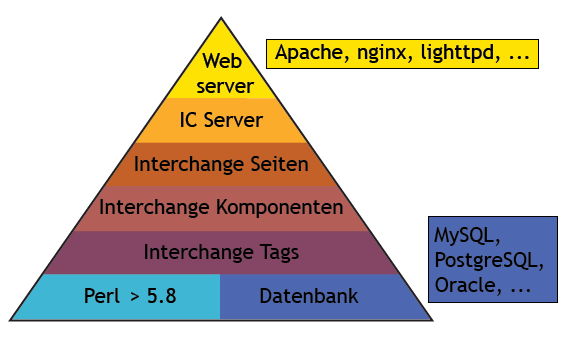 Web
server
Apache, nginx, lighttpd, ...
IC Server
Interchange Seiten
Interchange Komponenten
Interchange Tags
Perl > 5.8
Datenbank
MySQL,
PostgreSQL,
Oracle, ...